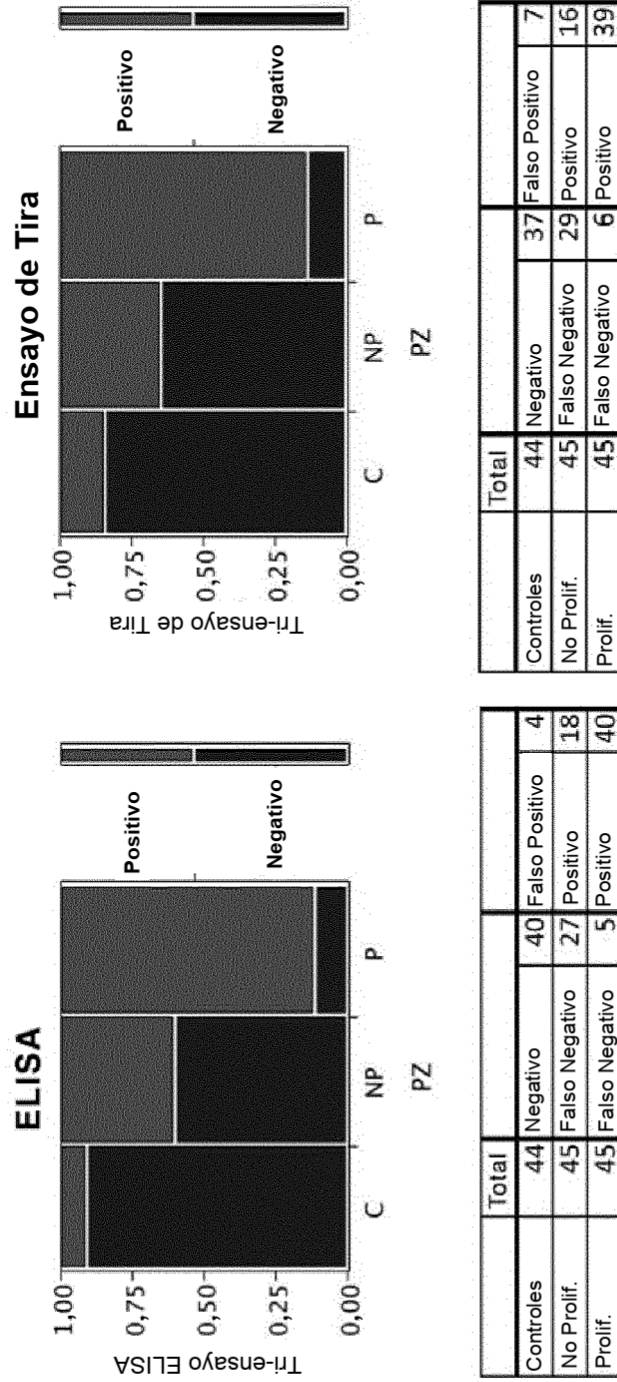 ELISA
Tri-ensayo ELISA
1,00
0,75
0,50
0,25
0,00
C NP P
PZ
Positivo
Negativo
Total
Controles 44 Negativo 40 Falso Positivo 4
No Prolif. 45 Falso Negativo 27 Positivo 18
Prolif. 45 Falso Negativo 5 Positivo 40
Ensayo de Tira
Tri-ensayo de Tira
1,00
0,75
0,50
0,25
0,00
C NP P
PZ
Positivo
Negativo
Total
Controles 44 Negativo 37 Falso Positivo 7
No Prolif. 45 Falso Negativo 29 Positivo 16
Prolif. 45 Falso Negativo 6 Positivo 39